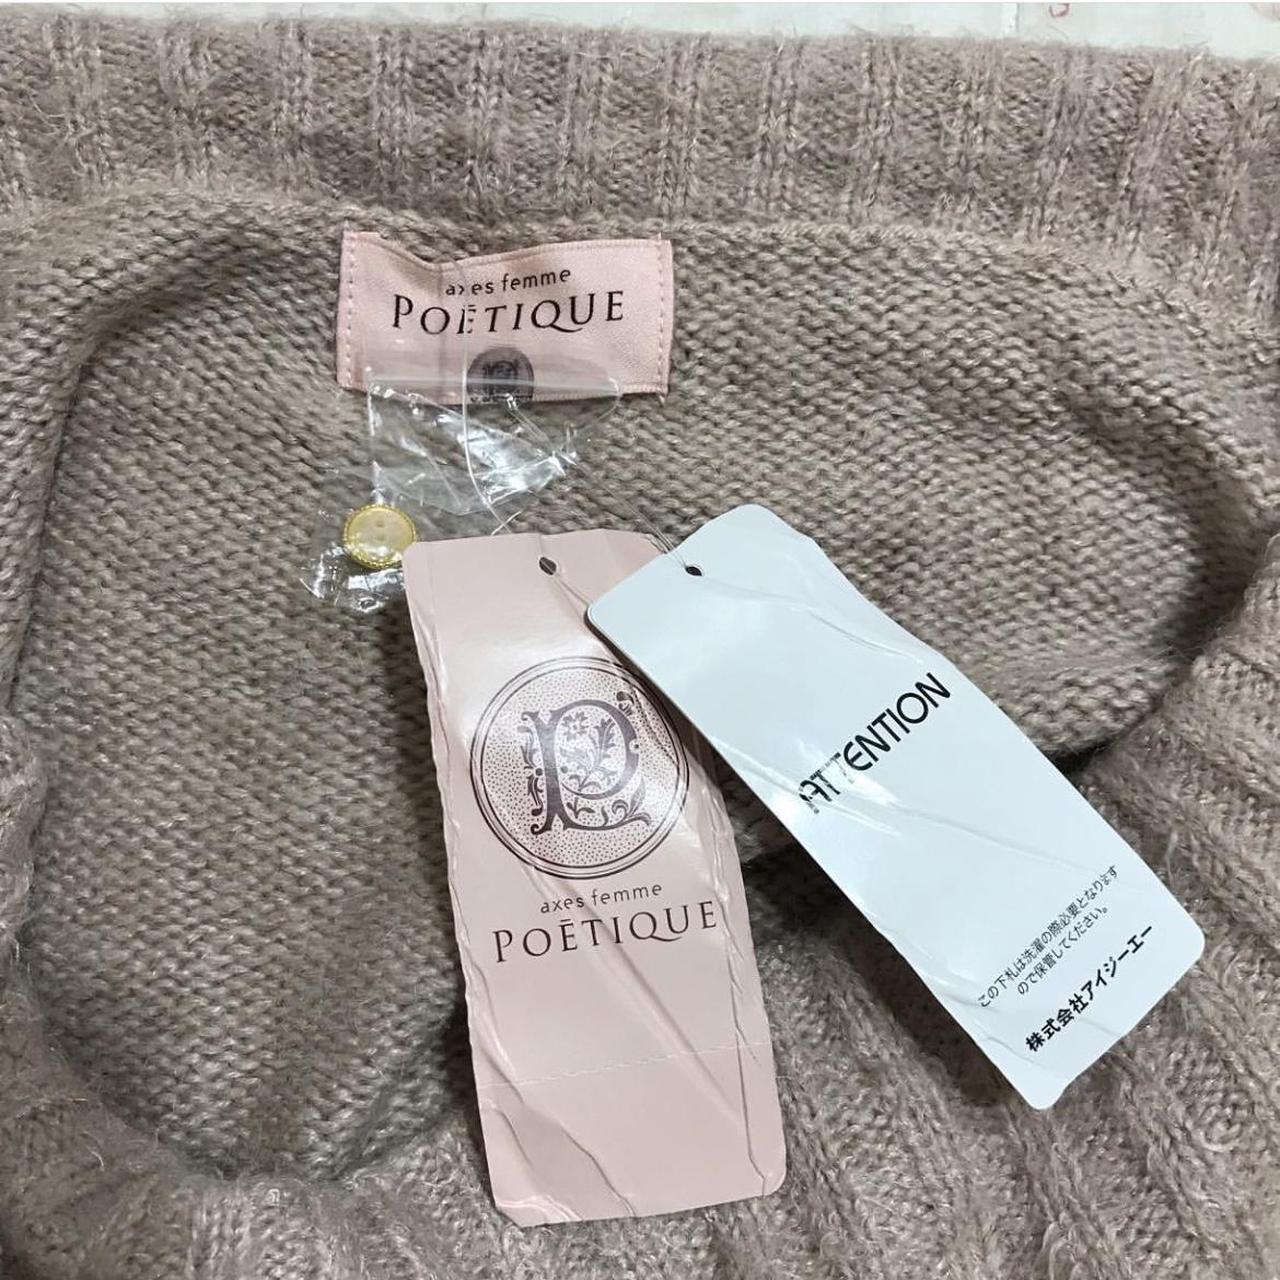 axes femme
POĒTIQUE
axes femme
POĒTIQUE
ATTENTION
この下札は洗濯の際必要となります
ので保管してください。
株式会社アイジーエー